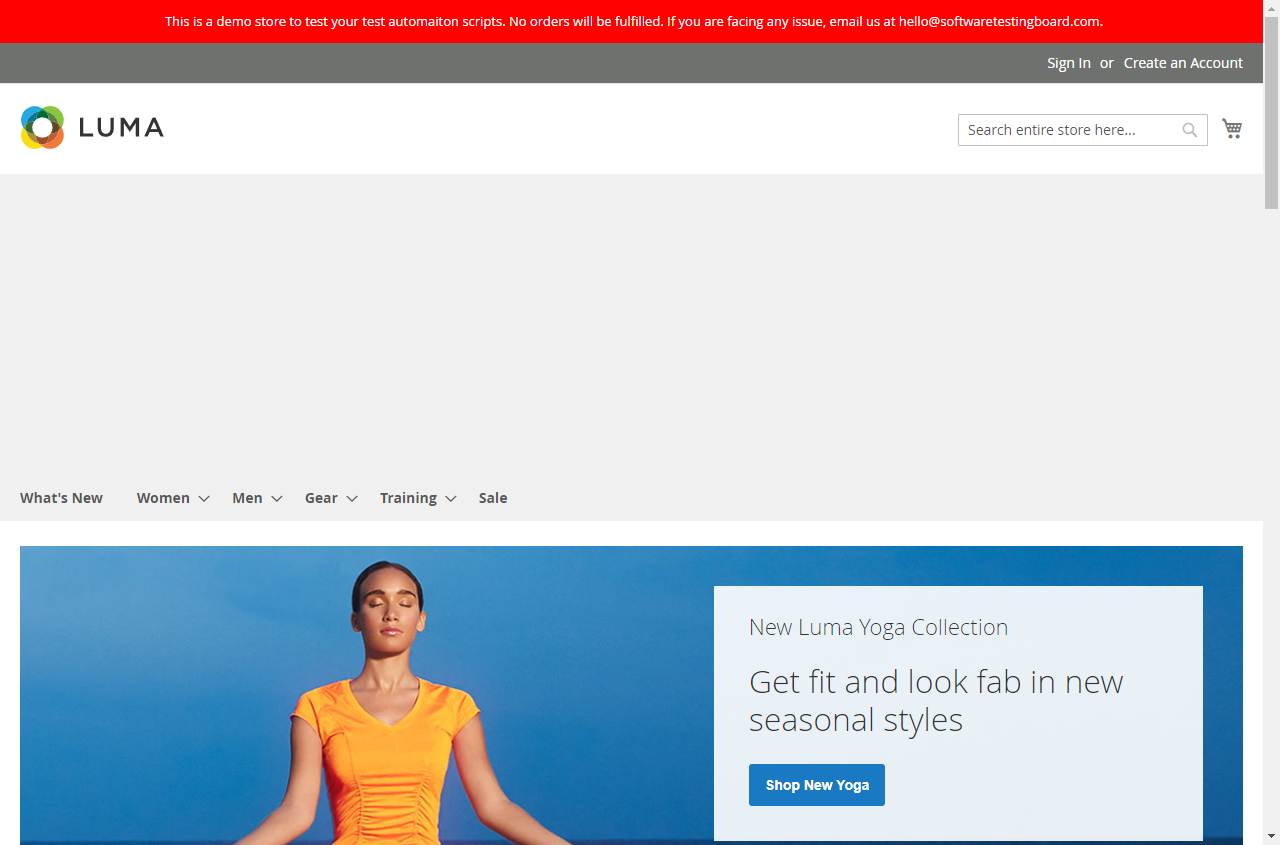 This is a demo store to test your test automaiton scripts. No orders will be fulfilled. If you are facing any issue, email us at hello@softwaretestingboard.com.
Sign In or Create an Account
LUMA
Search entire store here...
What's New Women Men Gear Training Sale
New Luma Yoga Collection
Get fit and look fab in new
seasonal styles
Shop New Yoga